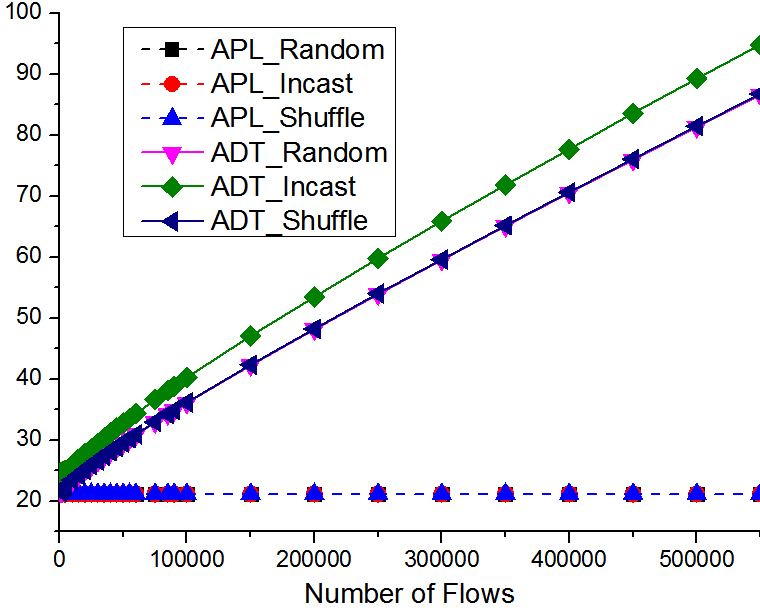 100
90
80
70
60
50
40
30
20
APL_Random
APL_Incast
APL_Shuffle
ADT_Random
ADT_Incast
ADT_Shuffle
0 100000 200000 300000 400000 500000
Number of Flows